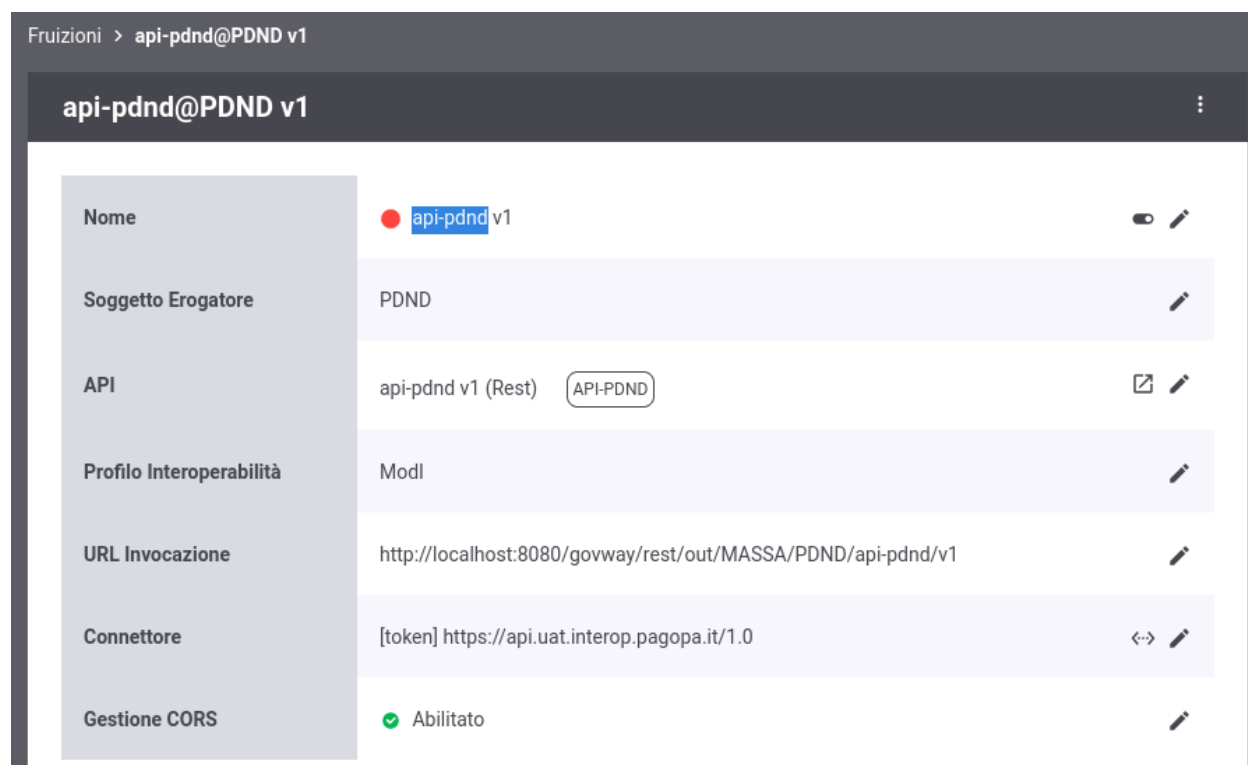 Fruizioni > api-pdnd@PDND v1
api-pdnd@PDND v1
Nome api-pdnd v1
Soggetto Erogatore PDND
API api-pdnd v1 (Rest) API-PDND
Profilo Interoperabilità ModI
URL Invocazione http://localhost:8080/govway/rest/out/MASSA/PDND/api-pdnd/v1
Connettore [token] https://api.uat.interop.pagopa.it/1.0
Gestione CORS Abilitato